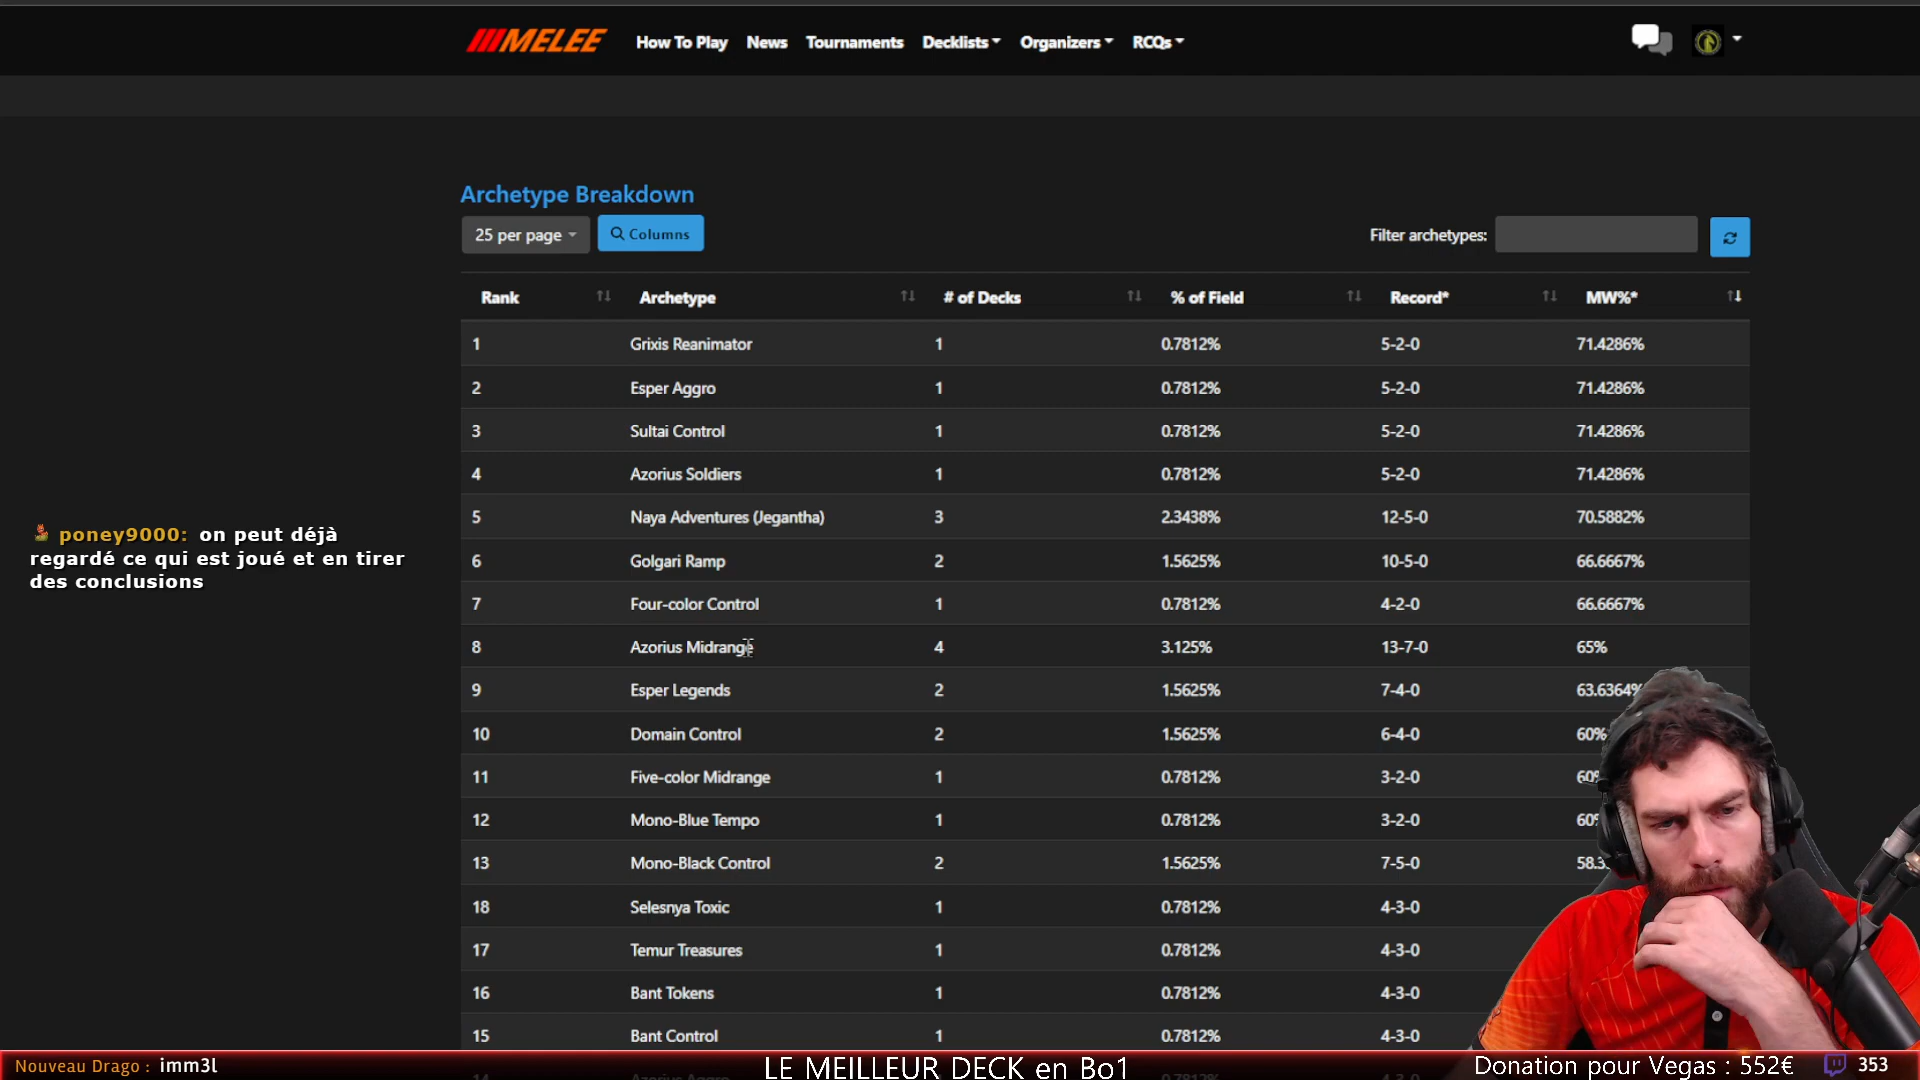 MELEE How To Play News Tournaments Decklists Organizers RCQs
Archetype Breakdown
25 per page Columns Filter archetypes:
Rank Archetype # of Decks % of Field Record* MW%*
1 Grixis Reanimator 1 0.7812% 5-2-0 71.4286%
2 Esper Aggro 1 0.7812% 5-2-0 71.4286%
3 Sultai Control 1 0.7812% 5-2-0 71.4286%
4 Azorius Soldiers 1 0.7812% 5-2-0 71.4286%
5 Naya Adventures (Jegantha) 3 2.3438% 12-5-0 70.5882%
6 Golgari Ramp 2 1.5625% 10-5-0 66.6667%
7 Four-color Control 1 0.7812% 4-2-0 66.6667%
8 Azorius Midrange 4 3.125% 13-7-0 65%
9 Esper Legends 2 1.5625% 7-4-0 63.6364%
10 Domain Control 2 1.5625% 6-4-0 60%
11 Five-color Midrange 1 0.7812% 3-2-0 60%
12 Mono-Blue Tempo 1 0.7812% 3-2-0 60%
13 Mono-Black Control 2 1.5625% 7-5-0
18 Selesnya Toxic 1 0.7812% 4-3-0
17 Temur Treasures 1 0.7812% 4-3-0
16 Bant Tokens 1 0.7812% 4-3-0
15 Bant Control 1 0.7812% 4-3-0
poney9000: on peut déjà
regardé ce qui est joué et en tirer
des conclusions
Nouveau Drago : imm3l
LE MEILLEUR DECK en Bo1
Donation pour Vegas : 552€
353